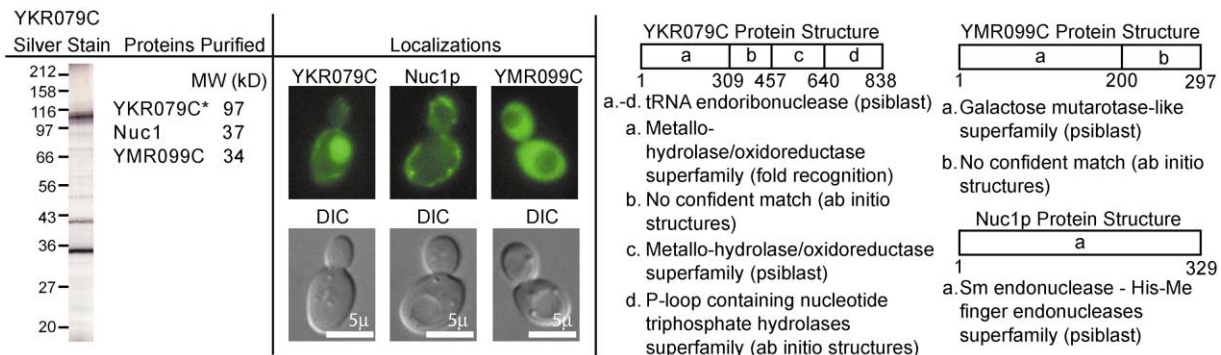 YKR079C
Silver Stain Proteins Purified
MW (kD)
212
158
116
97
66
56
43
36
27
20
YKR079C* 97
Nuc1 37
YMR099C 34
Localizations
YKR079C Nuc1p YMR099C
DIC DIC DIC
5μ 5μ 5μ
YKR079C Protein Structure
a b c d
1 309 457 640 838
a.-d. tRNA endoribonuclease (psiblast)
a. Metallo-
hydrolase/oxidoreductase
superfamily (fold recognition)
b. No confident match (ab initio
structures)
c. Metallo-hydrolase/oxidoreductase
superfamily (psiblast)
d. P-loop containing nucleotide
triphosphate hydrolases
superfamily (ab initio structures)
YMR099C Protein Structure
a b
1 200 297
a. Galactose mutarotase-like
superfamily (psiblast)
b. No confident match (ab initio
structures)
Nuc1p Protein Structure
a
1 329
a. Sm endonuclease - His-Me
finger endonucleases
superfamily (psiblast)